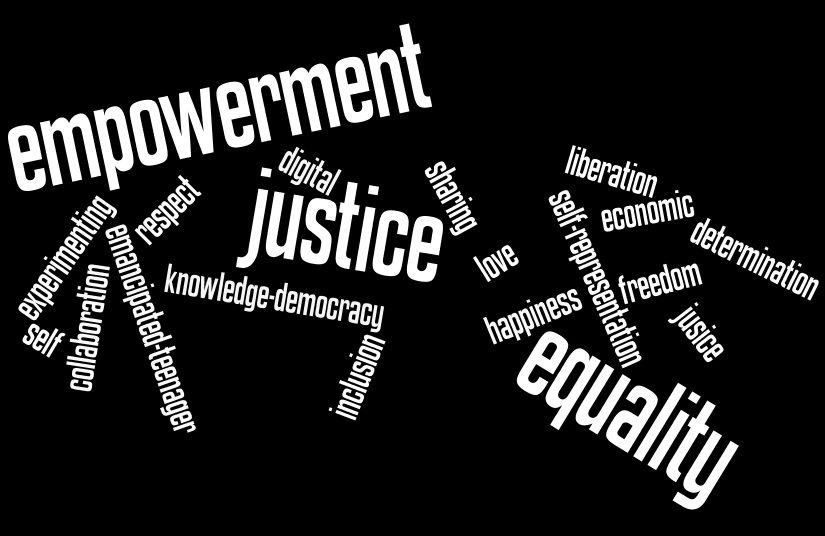 empowerment
digital
justice
sharing
liberation
economic
determination
respect
experimenting
emancipated-teenager
self-representation
love
knowledge-democracy
collaboration
self
happiness
freedom
jusice
inclusion
equality